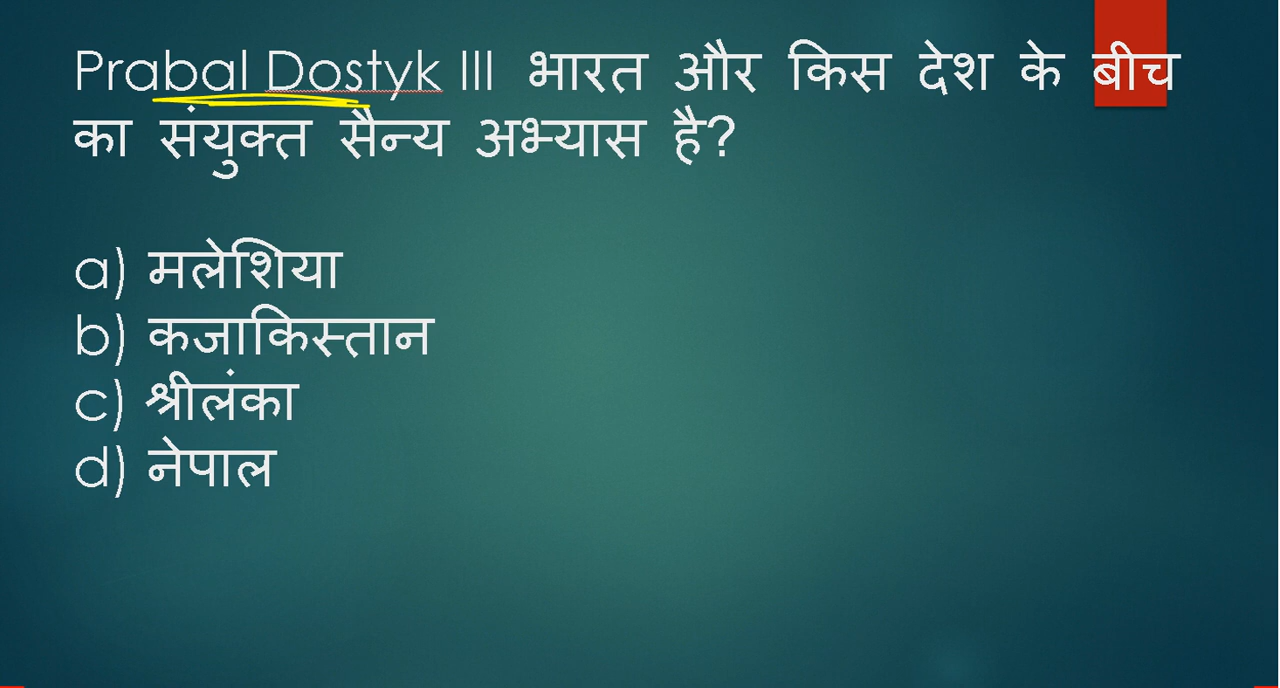 Prabal Dostyk III भारत और किस देश के बीच
का संयुक्त सैन्य अभ्यास है?
a) मलेशिया
b) कजाकिस्तान
c) श्रीलंका
d) नेपाल